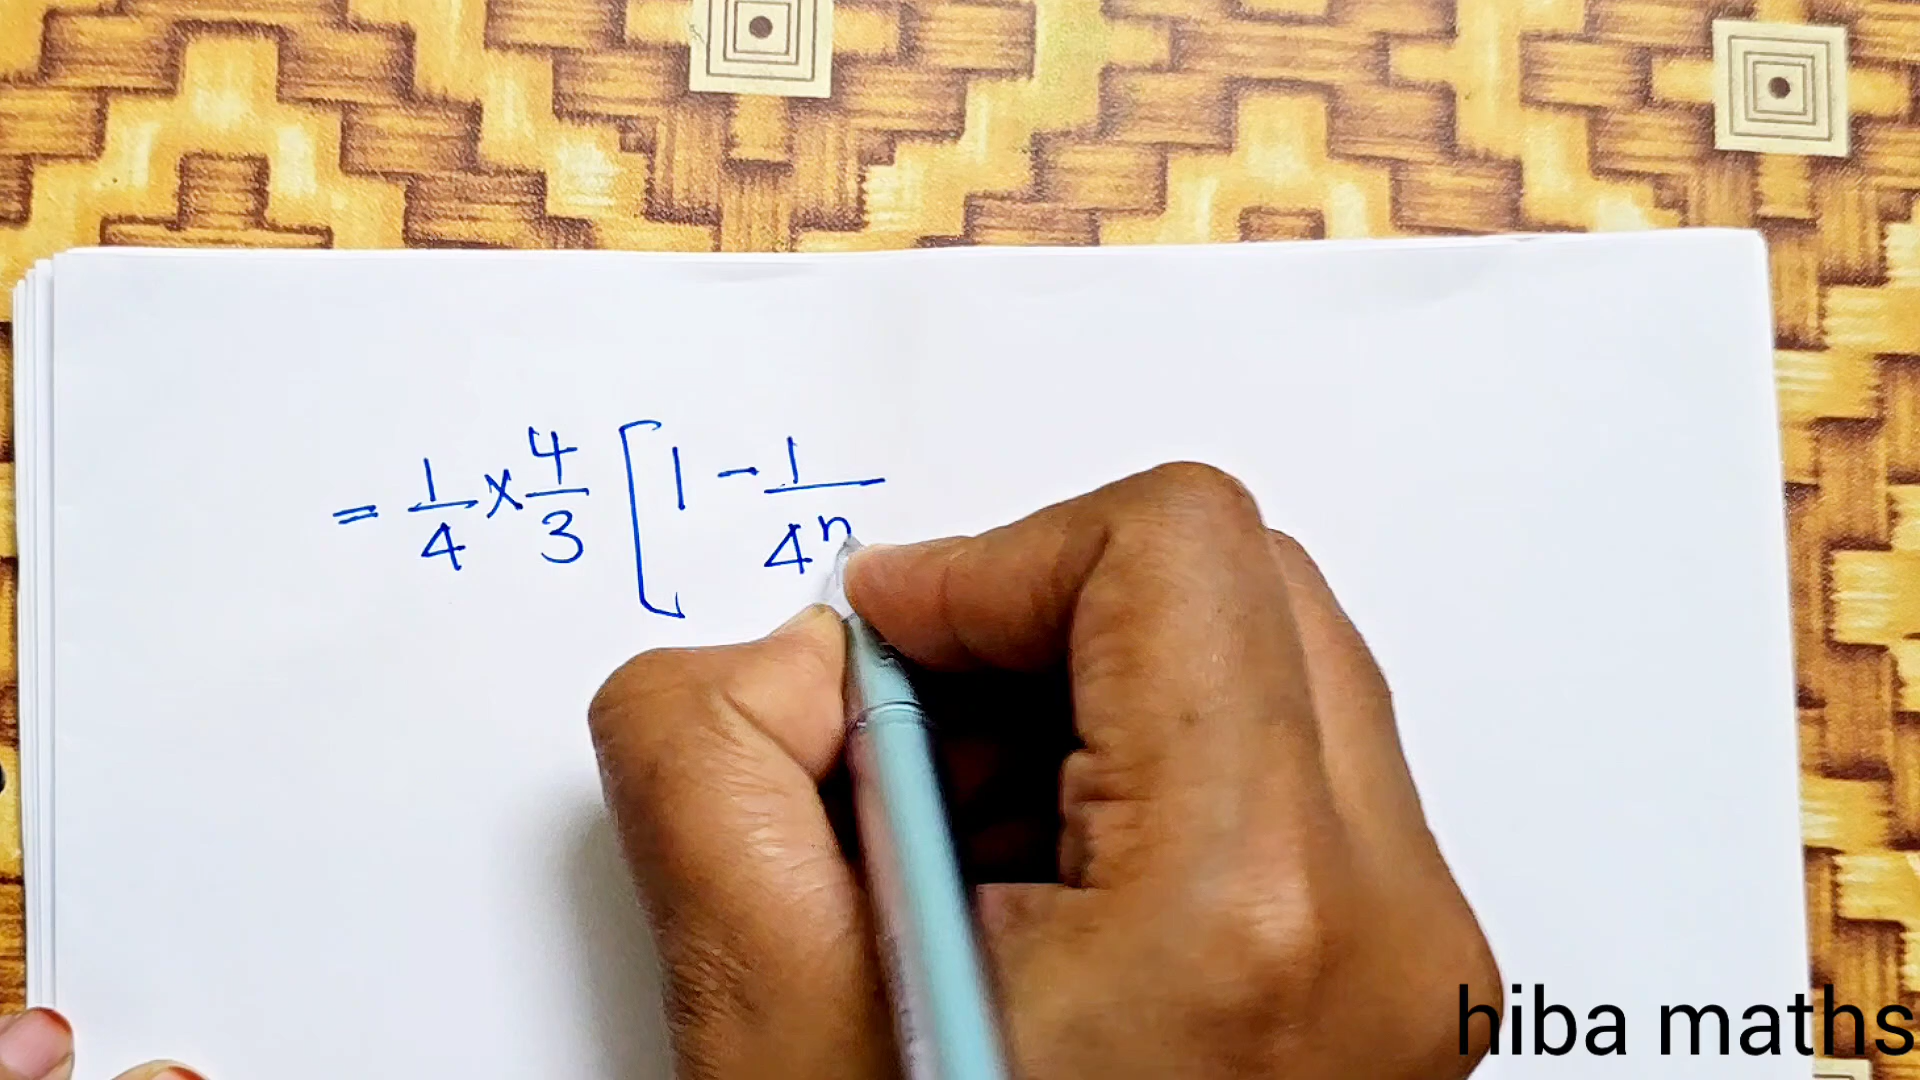 = 1/4 × 4/3 [ 1 - 1/4ⁿ
hiba maths